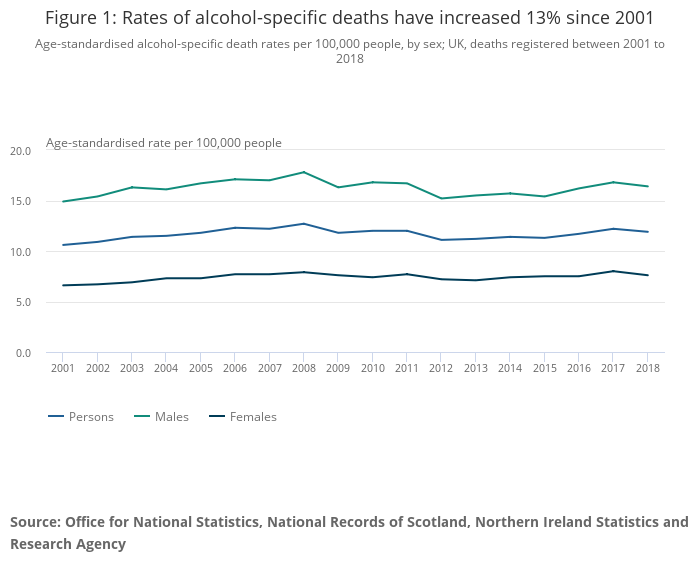 Figure 1: Rates of alcohol-specific deaths have increased 13% since 2001
Age-standardised alcohol-specific death rates per 100,000 people, by sex; UK, deaths registered between 2001 to
2018
Age-standardised rate per 100,000 people
20.0
15.0
10.0
5.0
0.0
2001 2002 2003 2004 2005 2006 2007 2008 2009 2010 2011 2012 2013 2014 2015 2016 2017 2018
Persons Males Females
Source: Office for National Statistics, National Records of Scotland, Northern Ireland Statistics and
Research Agency